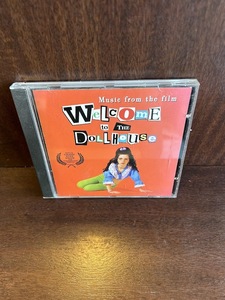 Music from the film
WelcOme
to THE
DOLLHOUSe